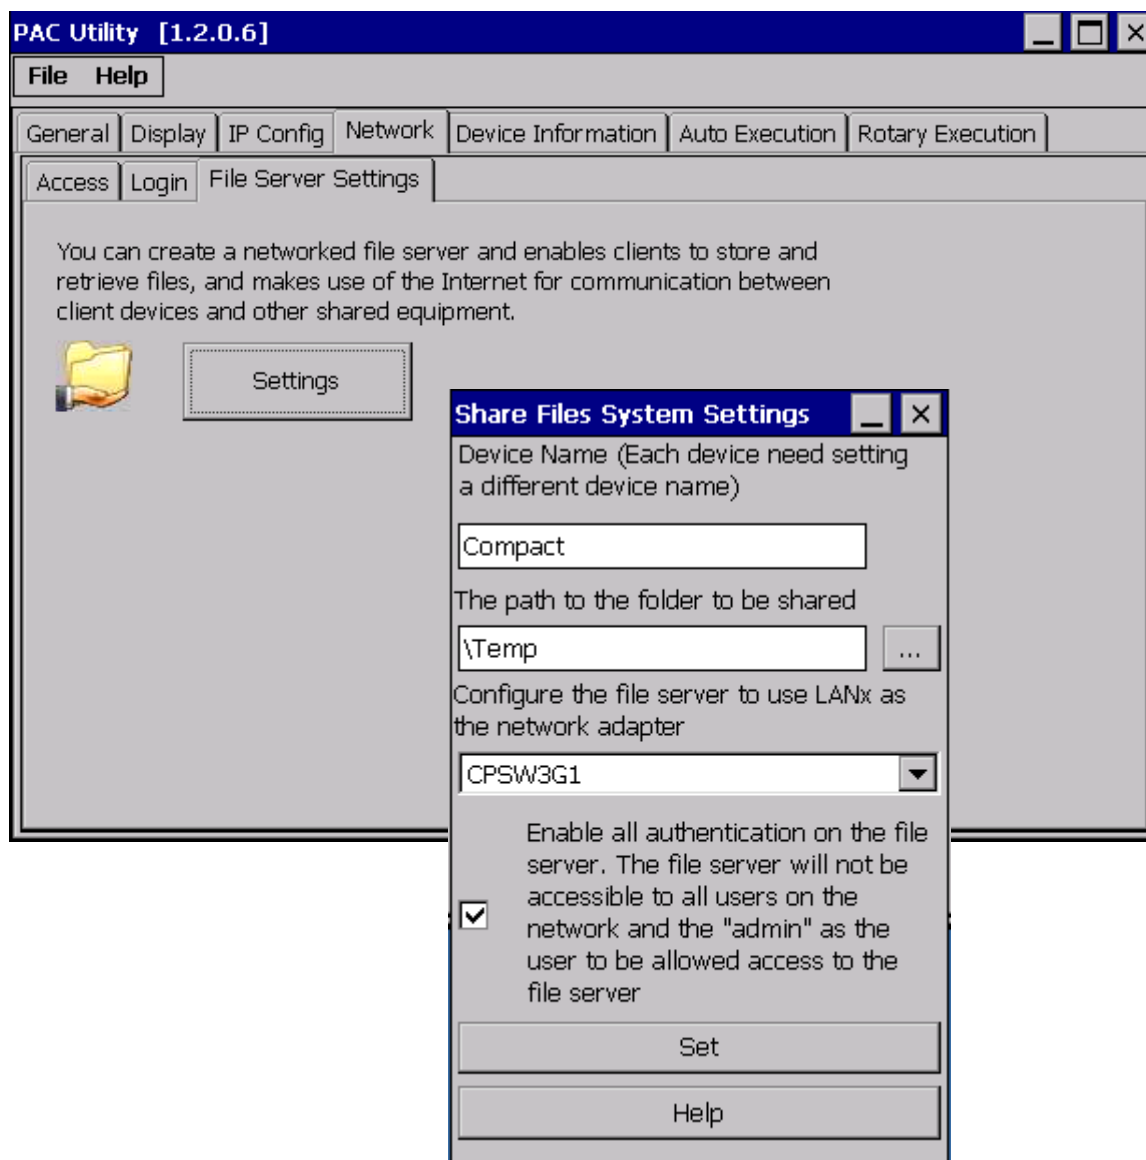 PAC Utility [1.2.0.6]
File Help
General Display IP Config Network Device Information Auto Execution Rotary Execution
Access Login File Server Settings
You can create a networked file server and enables clients to store and
retrieve files, and makes use of the Internet for communication between
client devices and other shared equipment.
Settings
Share Files System Settings
Device Name (Each device need setting
a different device name)
Compact
The path to the folder to be shared
\Temp
...
Configure the file server to use LANx as
the network adapter
CPSW3G1
Enable all authentication on the file
server. The file server will not be
accessible to all users on the
network and the "admin" as the
user to be allowed access to the
file server
Set
Help